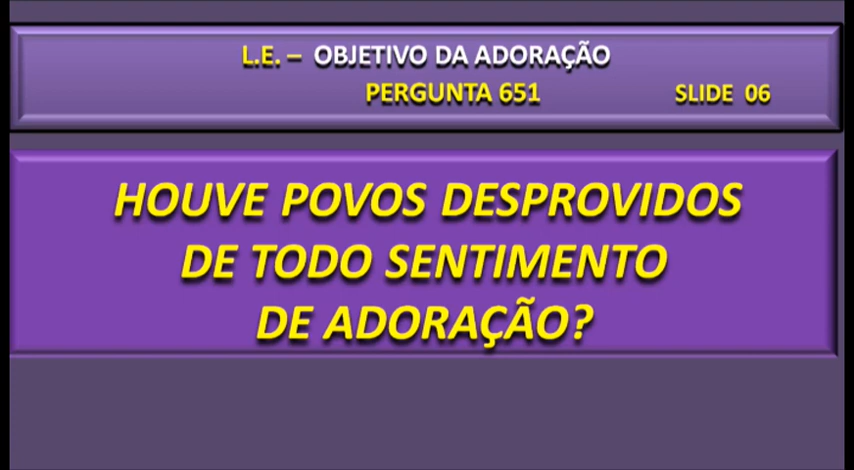 L.E. – OBJETIVO DA ADORAÇÃO
PERGUNTA 651 SLIDE 06
HOUVE POVOS DESPROVIDOS
DE TODO SENTIMENTO
DE ADORAÇÃO?